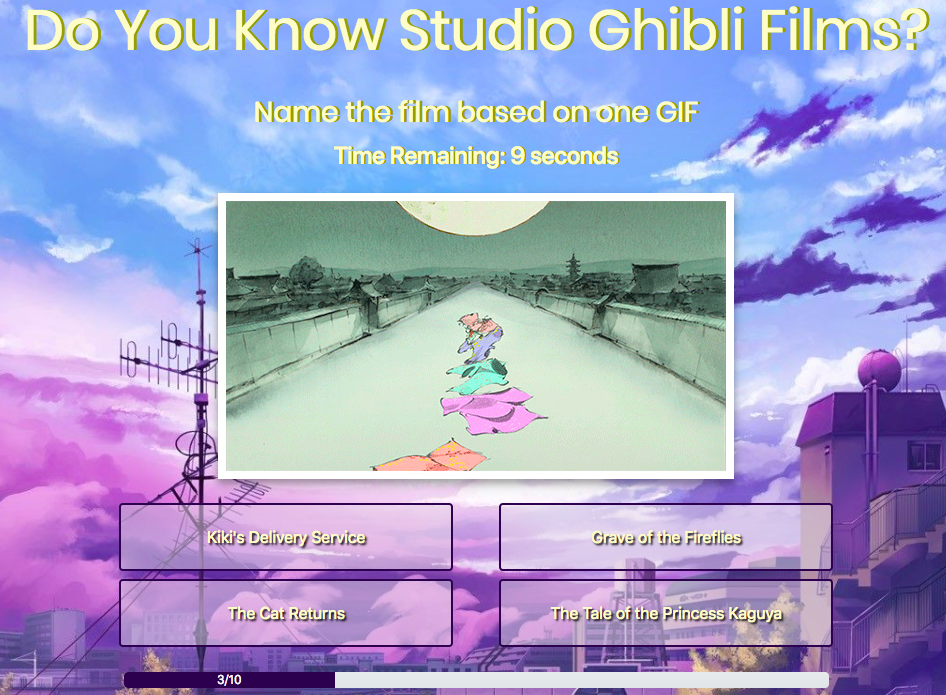 Do You Know Studio Ghibli Films?
Name the film based on one GIF
Time Remaining: 9 seconds
Kiki's Delivery Service
Grave of the Fireflies
The Cat Returns
The Tale of the Princess Kaguya
3/10